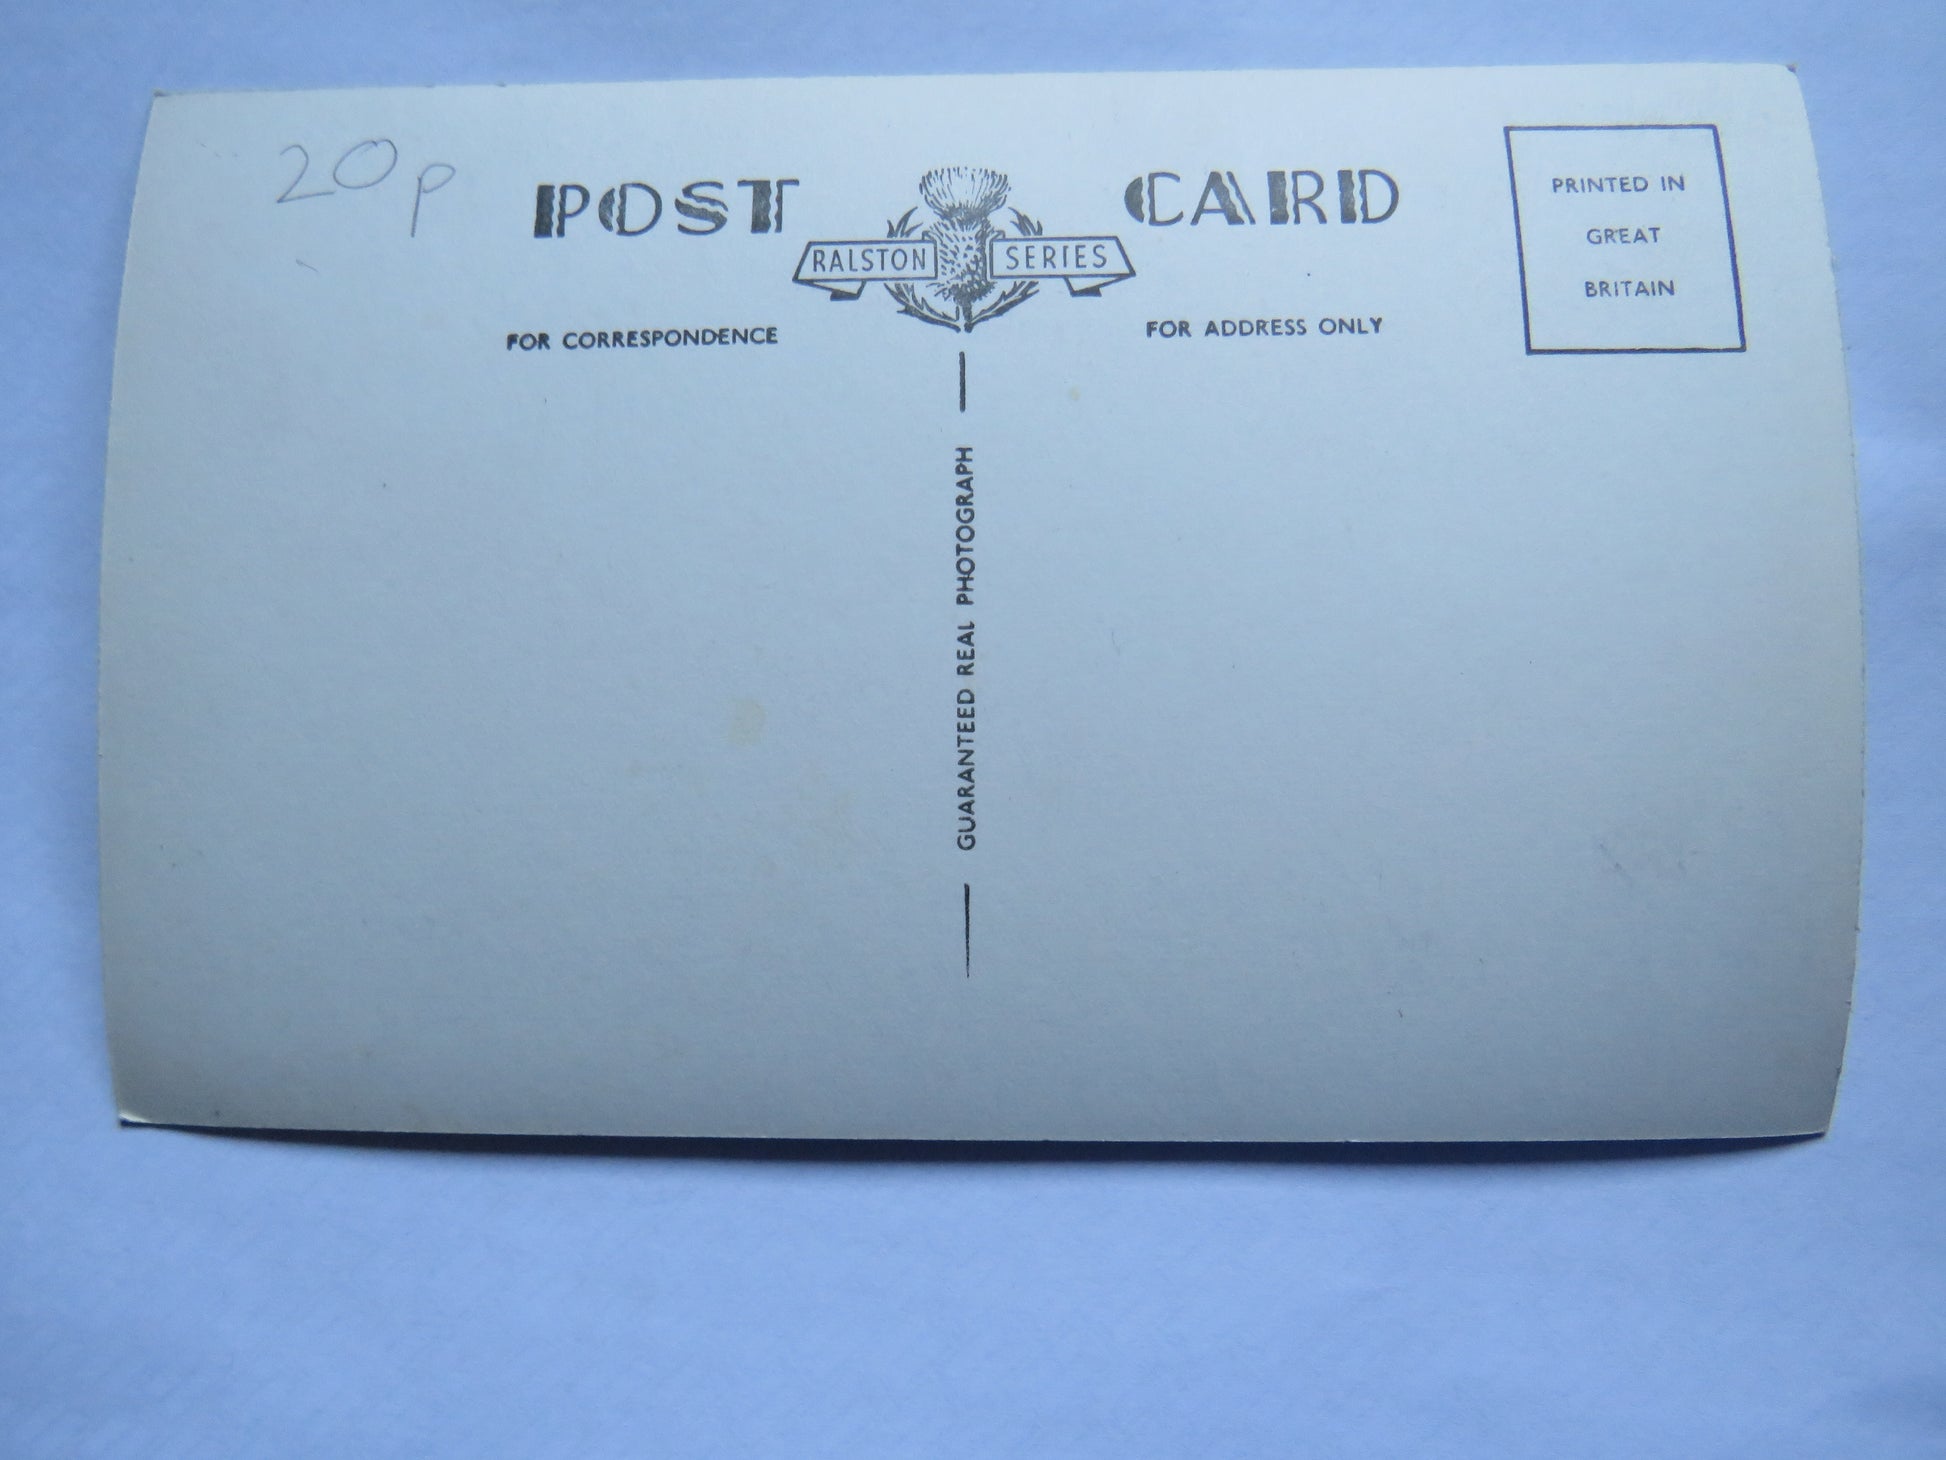 20p
POST CARD
RALSTON SERIES
PRINTED IN
GREAT
BRITAIN
FOR CORRESPONDENCE
FOR ADDRESS ONLY
GUARANTEED REAL PHOTOGRAPH